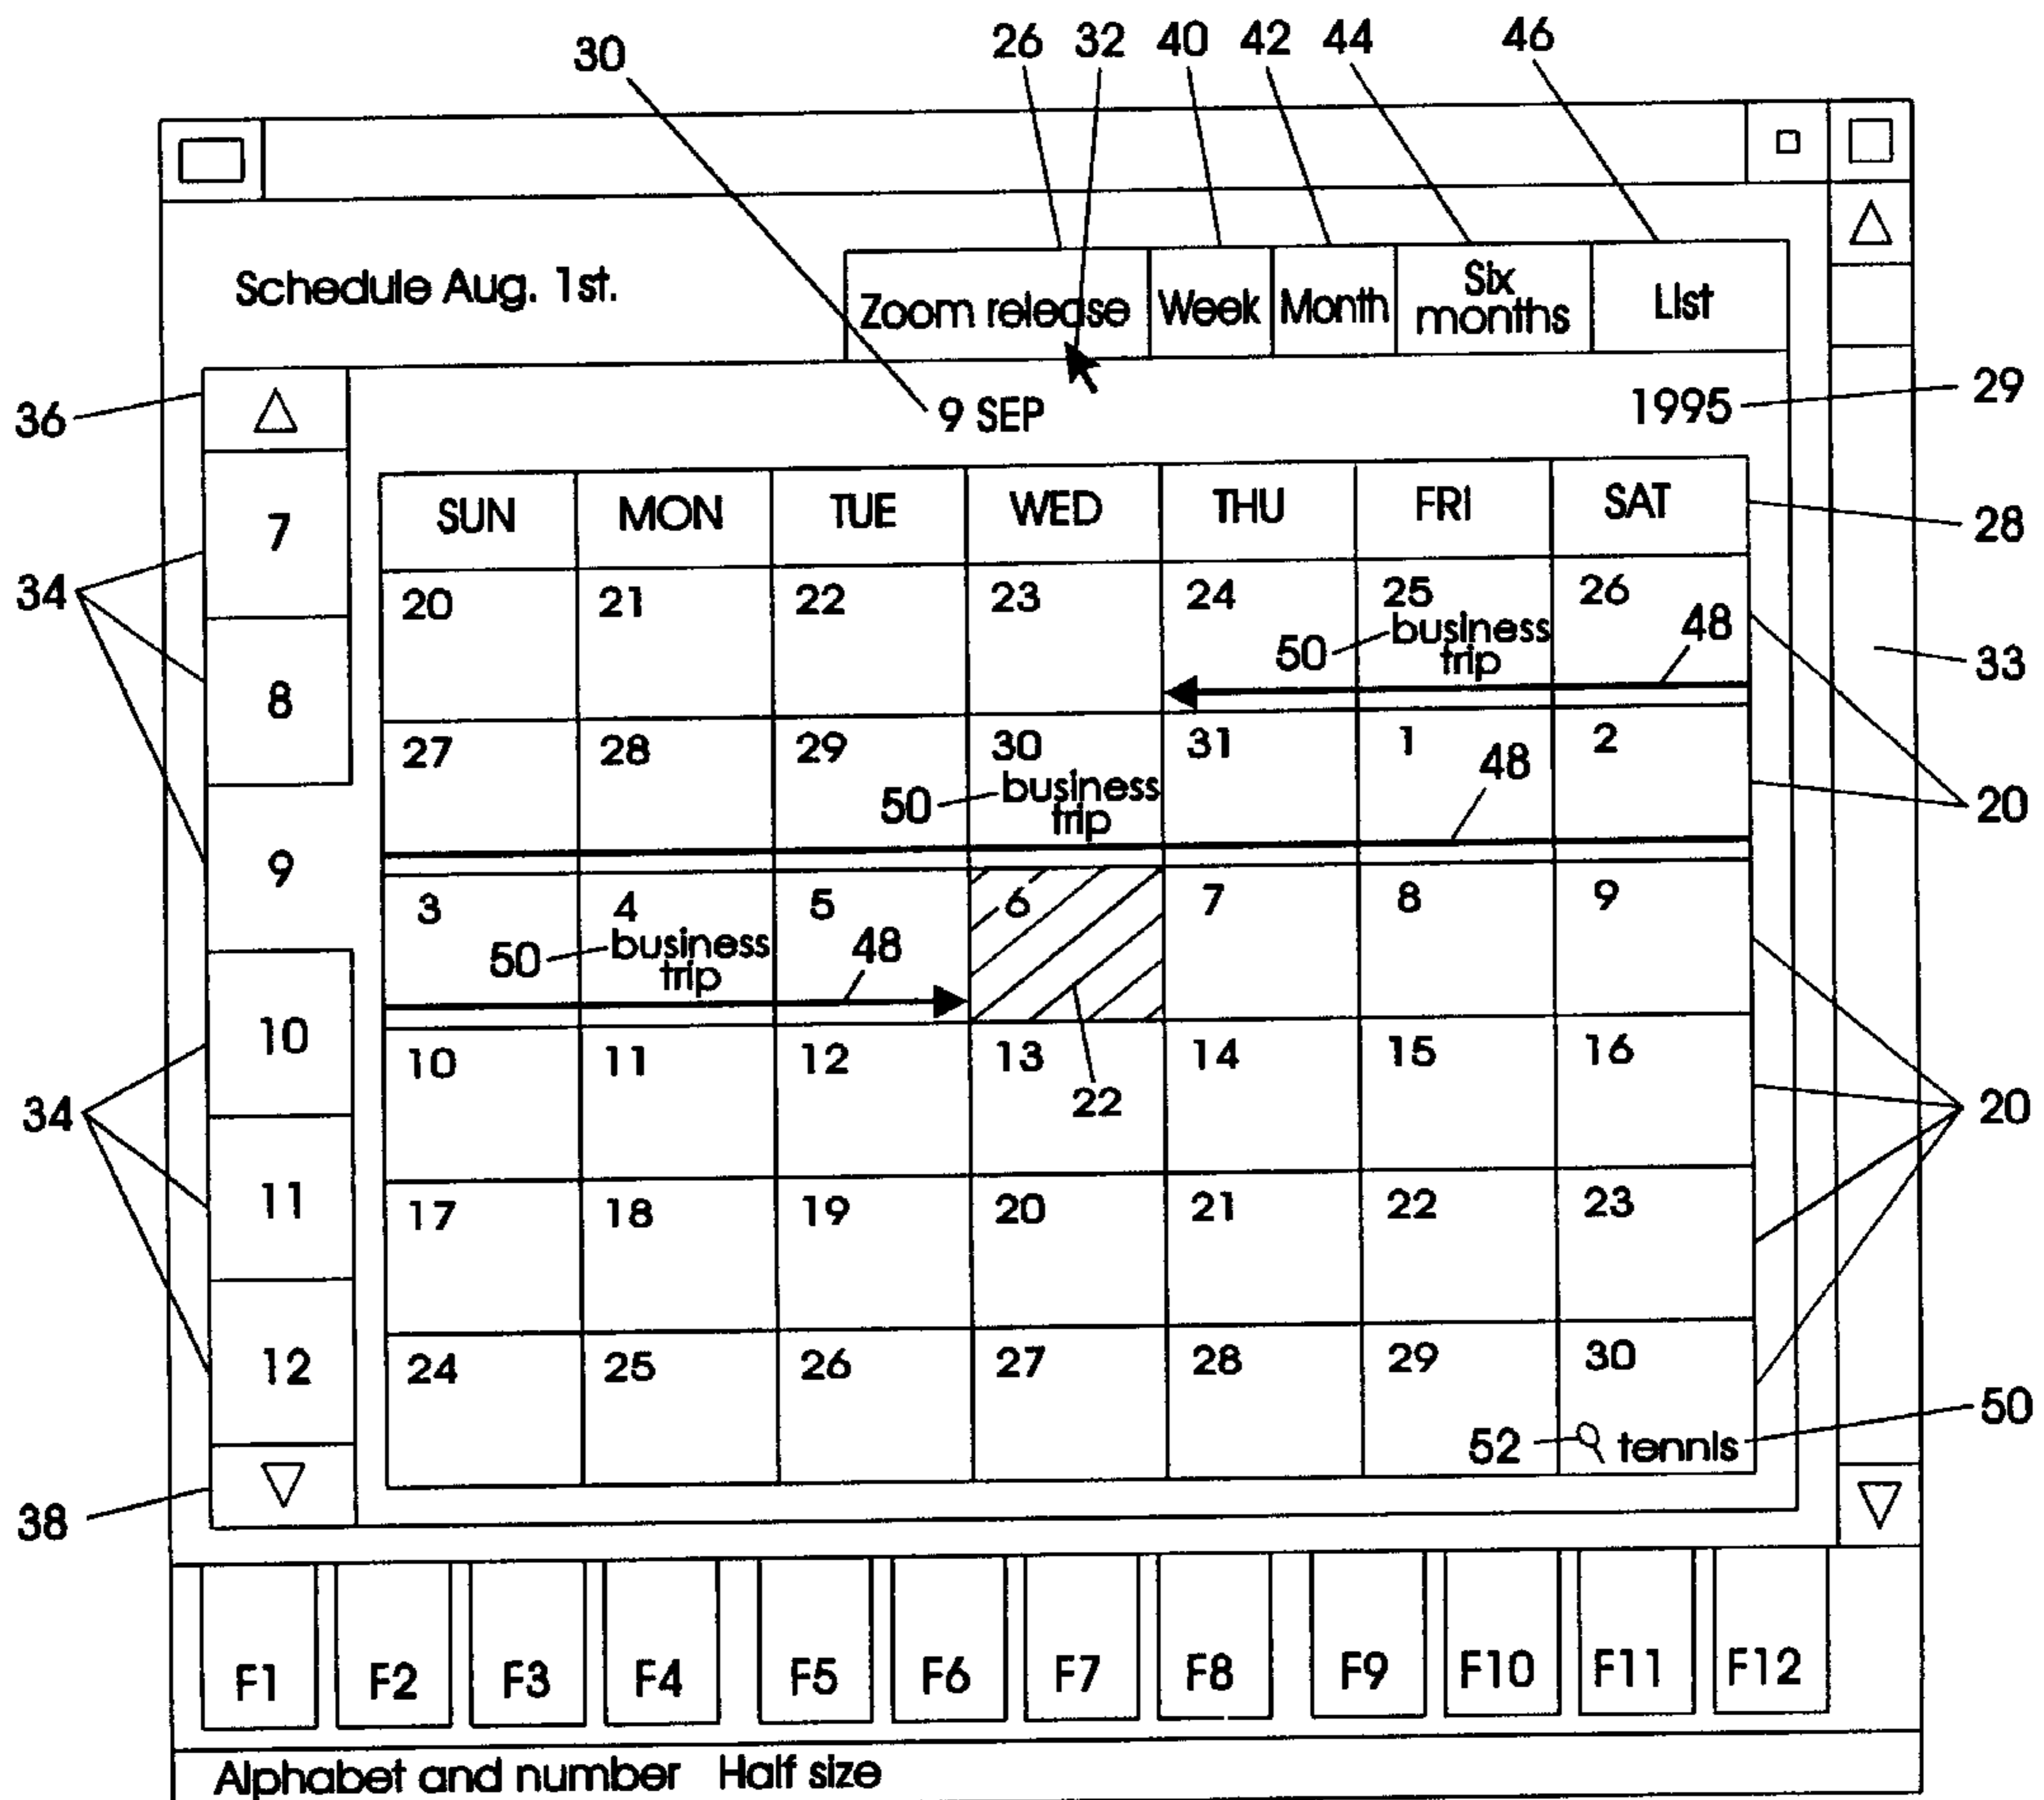 30 26 32 40 42 44 46
Schedule Aug. 1st.
Zoom release Week Month Six months List
36 9 SEP 1995 29
SUN MON TUE WED THU FRI SAT 28
7
34
20 21 22 23 24 25 26
50 business trip 48
33
8
27 28 29 30 31 1 2
50 business trip 48
20
9
3 4 5 6 7 8 9
50 business trip 48
10
10 11 12 13 14 15 16
22
34 20
11
17 18 19 20 21 22 23
12
24 25 26 27 28 29 30
52 tennis 50
38
F1 F2 F3 F4 F5 F6 F7 F8 F9 F10 F11 F12
Alphabet and number Half size